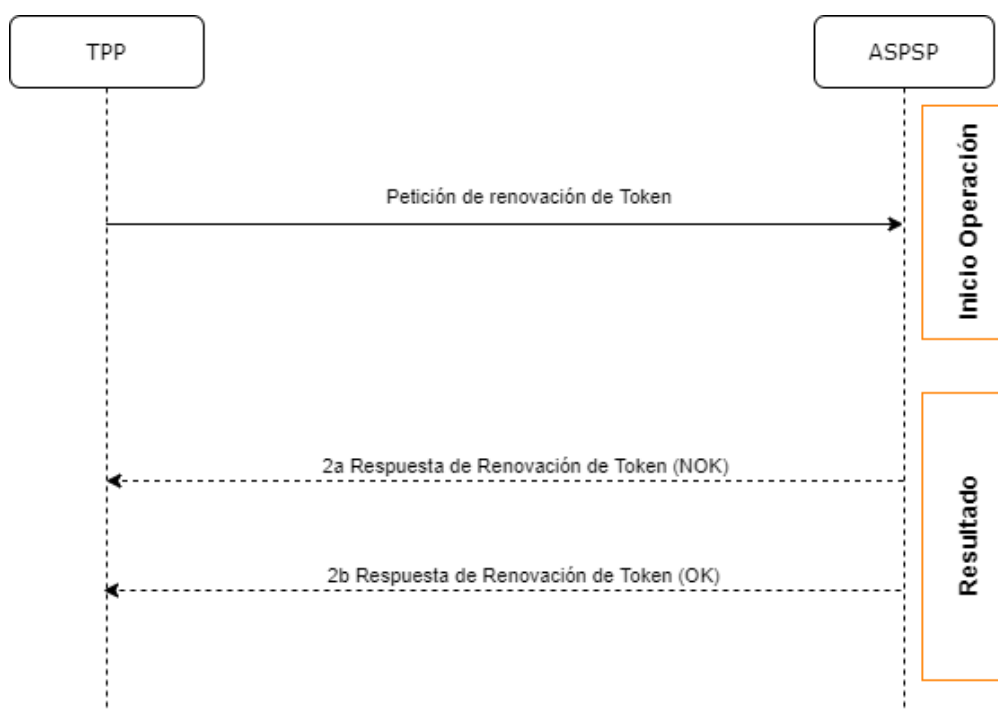 TPP
ASPSP
Inicio Operación
Petición de renovación de Token
2a Respuesta de Renovación de Token (NOK)
Resultado
2b Respuesta de Renovación de Token (OK)